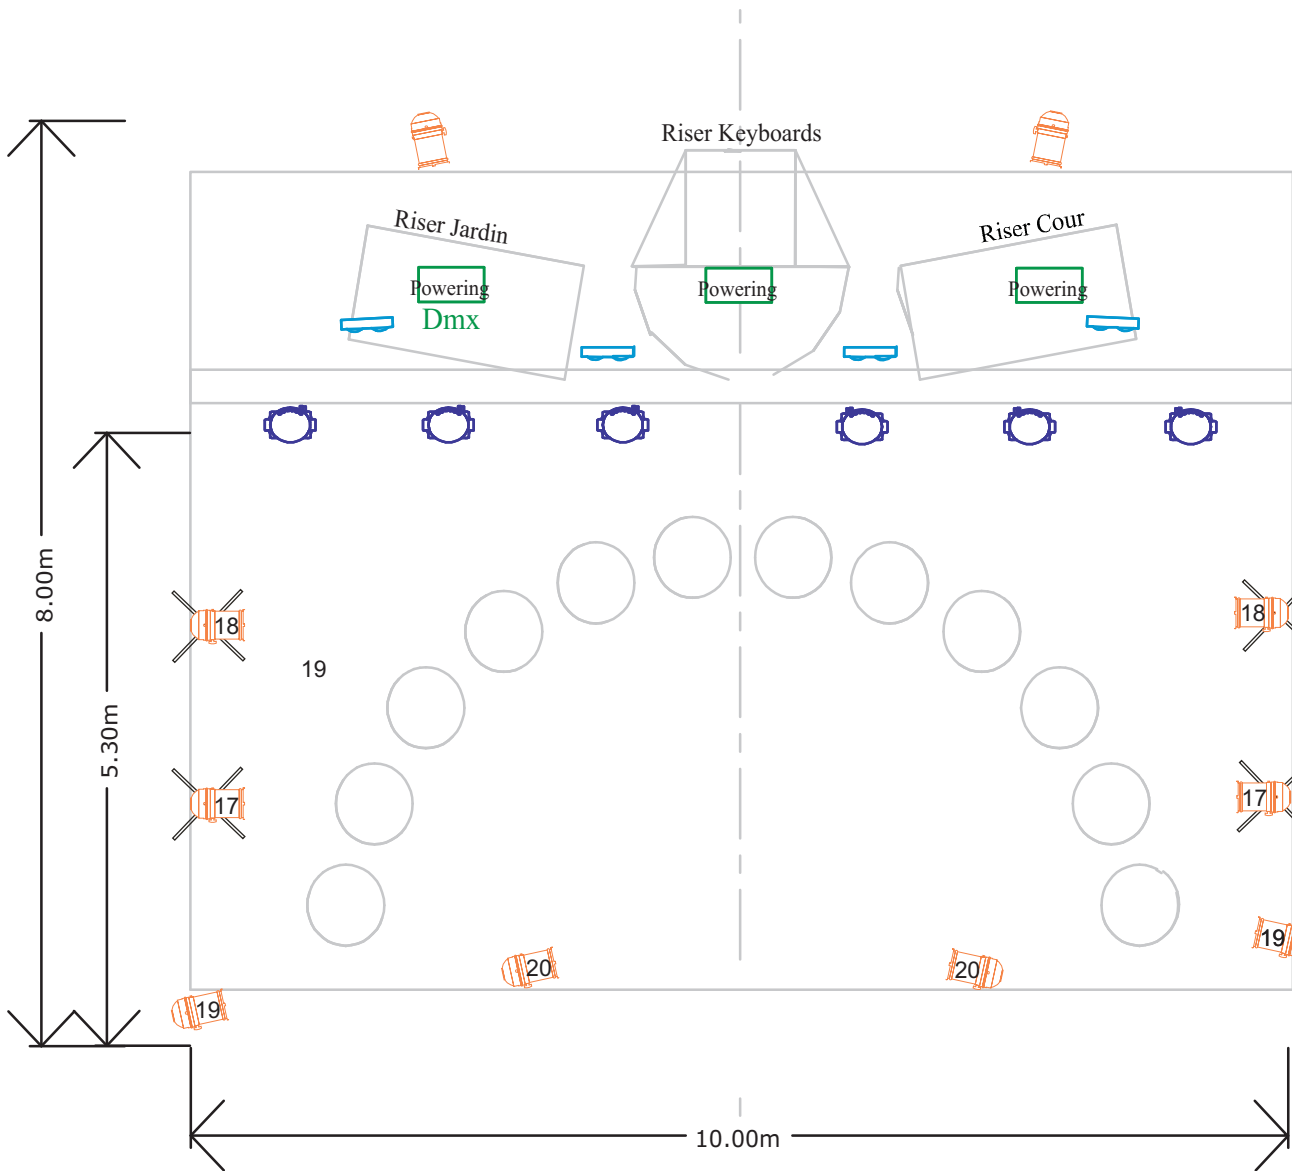 Riser Keyboards
Riser Jardin
Riser Cour
Powering
Powering
Powering
Dmx
8.00m
18
18
19
5.30m
17
17
19
20
20
19
10.00m